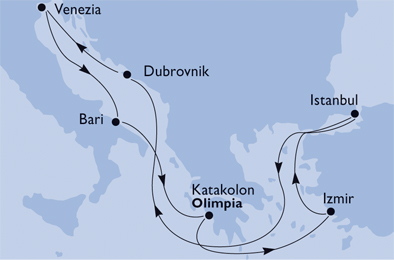 Venezia
Dubrovnik
Bari
Istanbul
Katakolon
Olimpia
Izmir